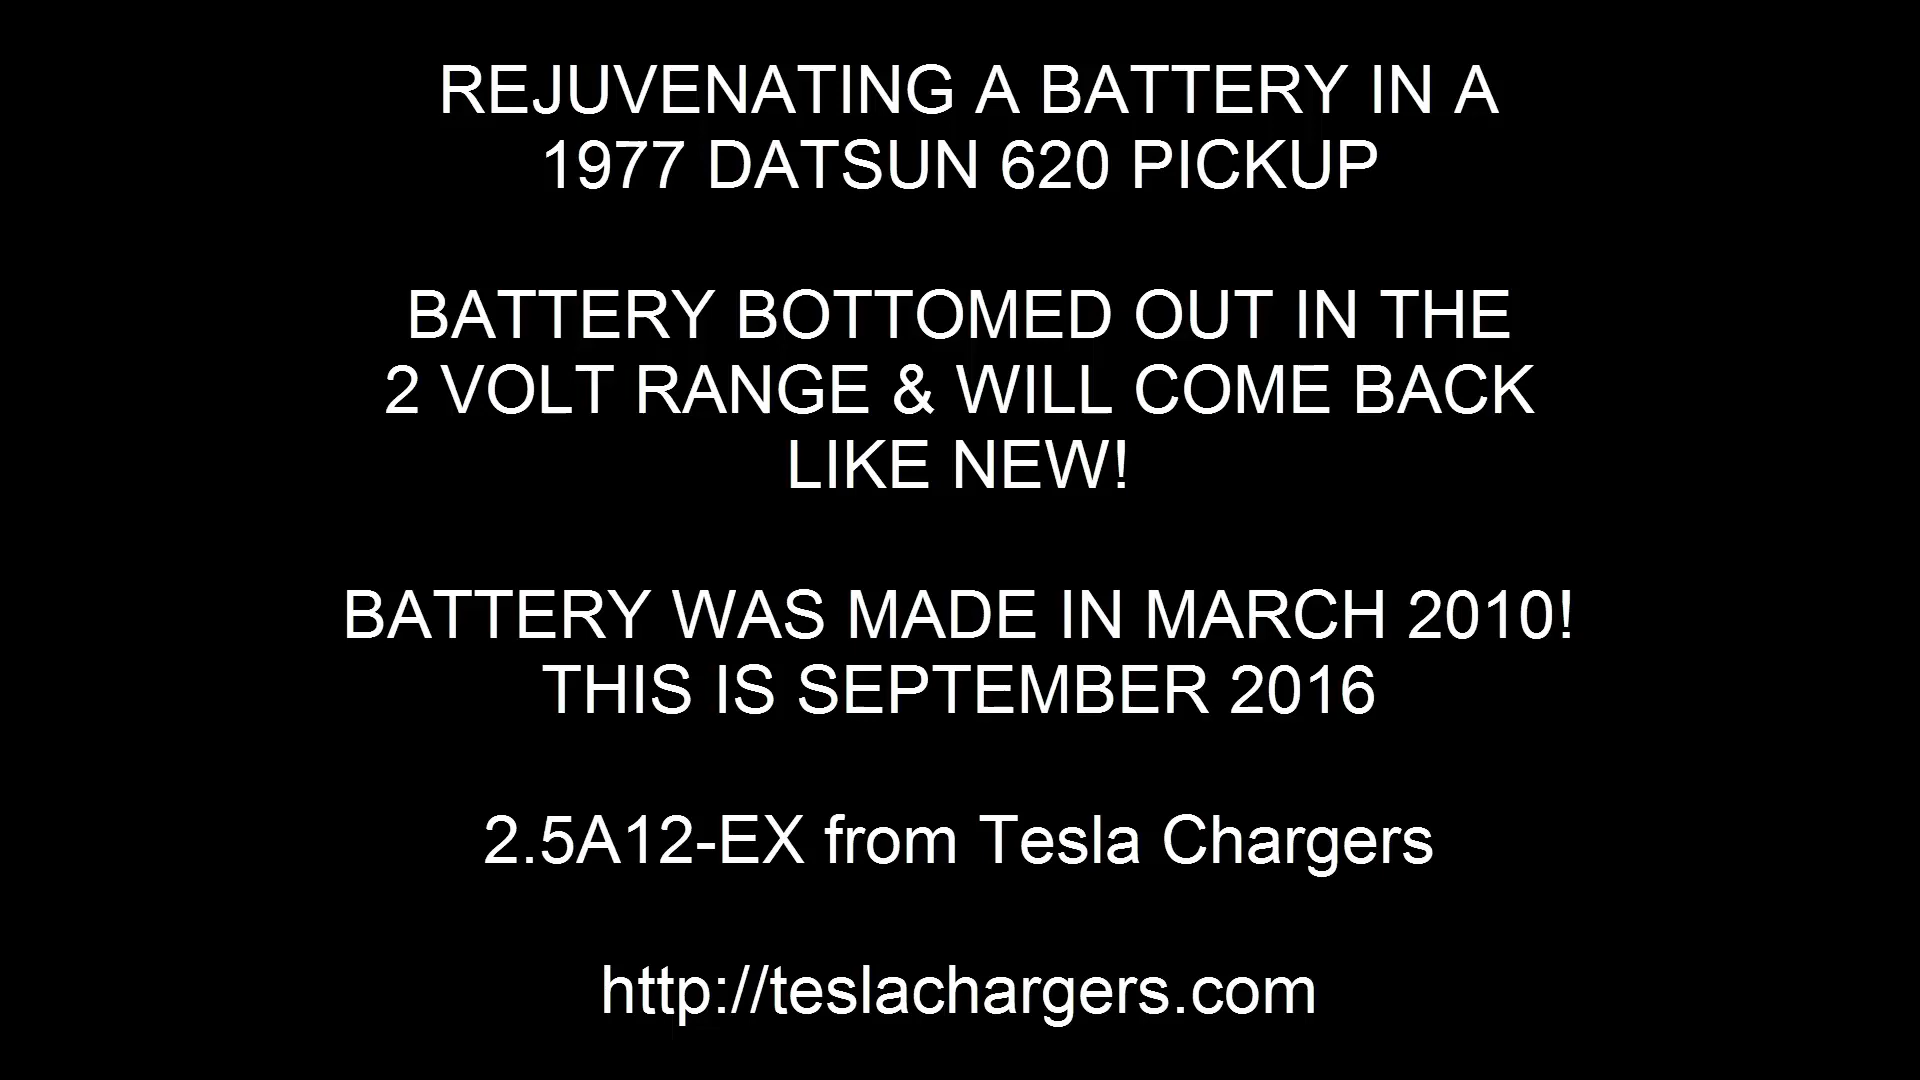 REJUVENATING A BATTERY IN A
1977 DATSUN 620 PICKUP
BATTERY BOTTOMED OUT IN THE
2 VOLT RANGE & WILL COME BACK
LIKE NEW!
BATTERY WAS MADE IN MARCH 2010!
THIS IS SEPTEMBER 2016
2.5A12-EX from Tesla Chargers
http://teslachargers.com